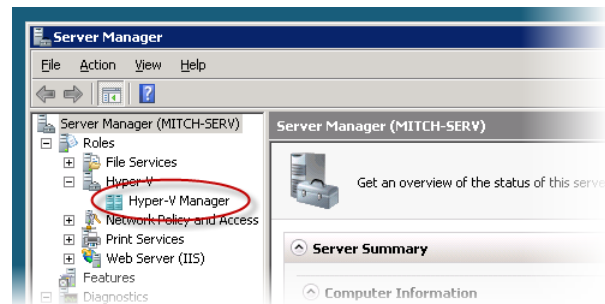 Server Manager
File Action View Help
Server Manager (MITCH-SERV)
Roles
File Services
Hyper-V
Hyper-V Manager
Network Policy and Access
Print Services
Web Server (IIS)
Features
Diagnostics
Server Manager (MITCH-SERV)
Get an overview of the status of this serve
Server Summary
Computer Information